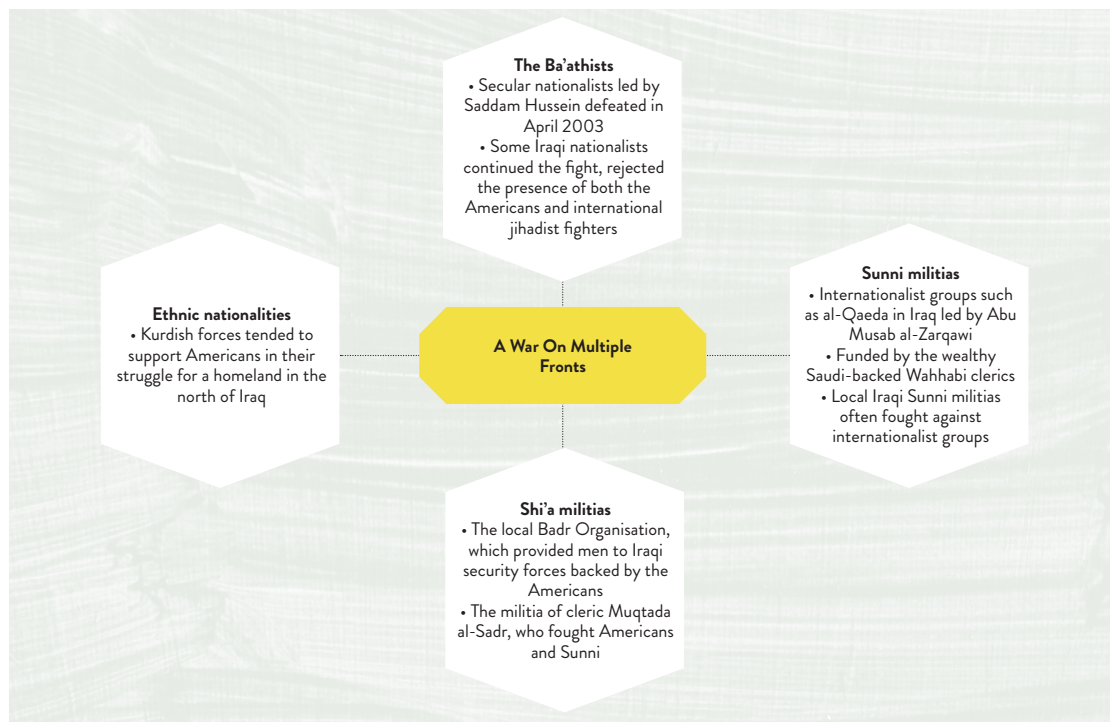 The Ba’athists
• Secular nationalists led by
Saddam Hussein defeated in
April 2003
• Some Iraqi nationalists
continued the fight, rejected
the presence of both the
Americans and international
jihadist fighters
Ethnic nationalities
• Kurdish forces tended to
support Americans in their
struggle for a homeland in the
north of Iraq
A War On Multiple
Fronts
Sunni militias
• Internationalist groups such
as al-Qaeda in Iraq led by Abu
Musab al-Zarqawi
• Funded by the wealthy
Saudi-backed Wahhabi clerics
• Local Iraqi Sunni militias
often fought against
internationalist groups
Shi’a militias
• The local Badr Organisation,
which provided men to Iraqi
security forces backed by the
Americans
• The militia of cleric Muqtada
al-Sadr, who fought Americans
and Sunni